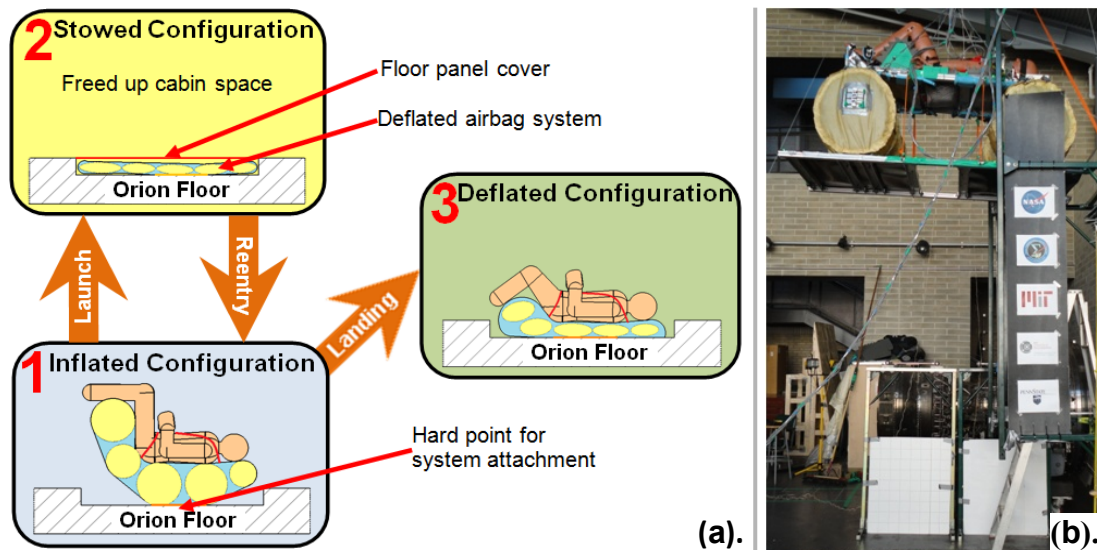 2 Stowed Configuration
Freed up cabin space
Floor panel cover
Deflated airbag system
Orion Floor
Launch
Reentry
3 Deflated Configuration
Orion Floor
Landing
1 Inflated Configuration
Hard point for
system attachment
Orion Floor
(a).
NASA
MIT
(b).